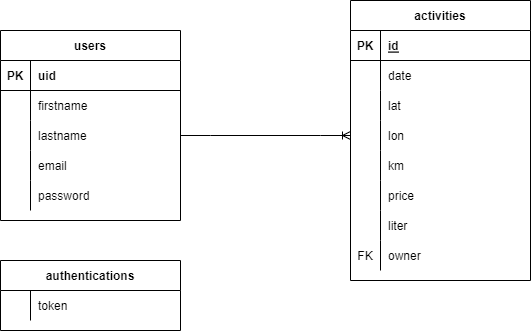 users
PK uid
firstname
lastname
email
password
activities
PK id
date
lat
lon
km
price
liter
FK owner
authentications
token